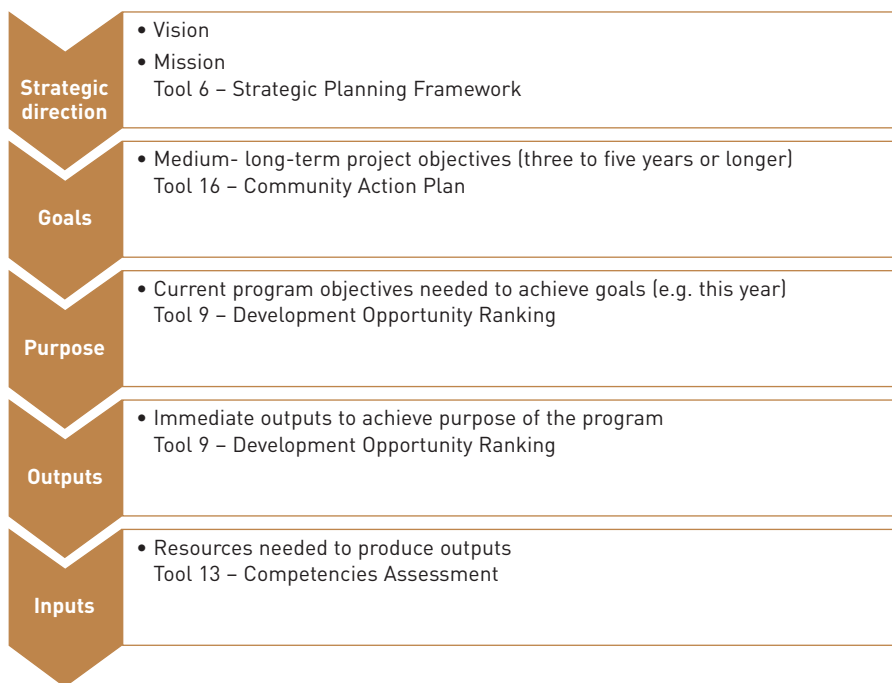 Strategic
direction
• Vision
• Mission
Tool 6 – Strategic Planning Framework
Goals
• Medium- long-term project objectives (three to five years or longer)
Tool 16 – Community Action Plan
Purpose
• Current program objectives needed to achieve goals (e.g. this year)
Tool 9 – Development Opportunity Ranking
Outputs
• Immediate outputs to achieve purpose of the program
Tool 9 – Development Opportunity Ranking
Inputs
• Resources needed to produce outputs
Tool 13 – Competencies Assessment